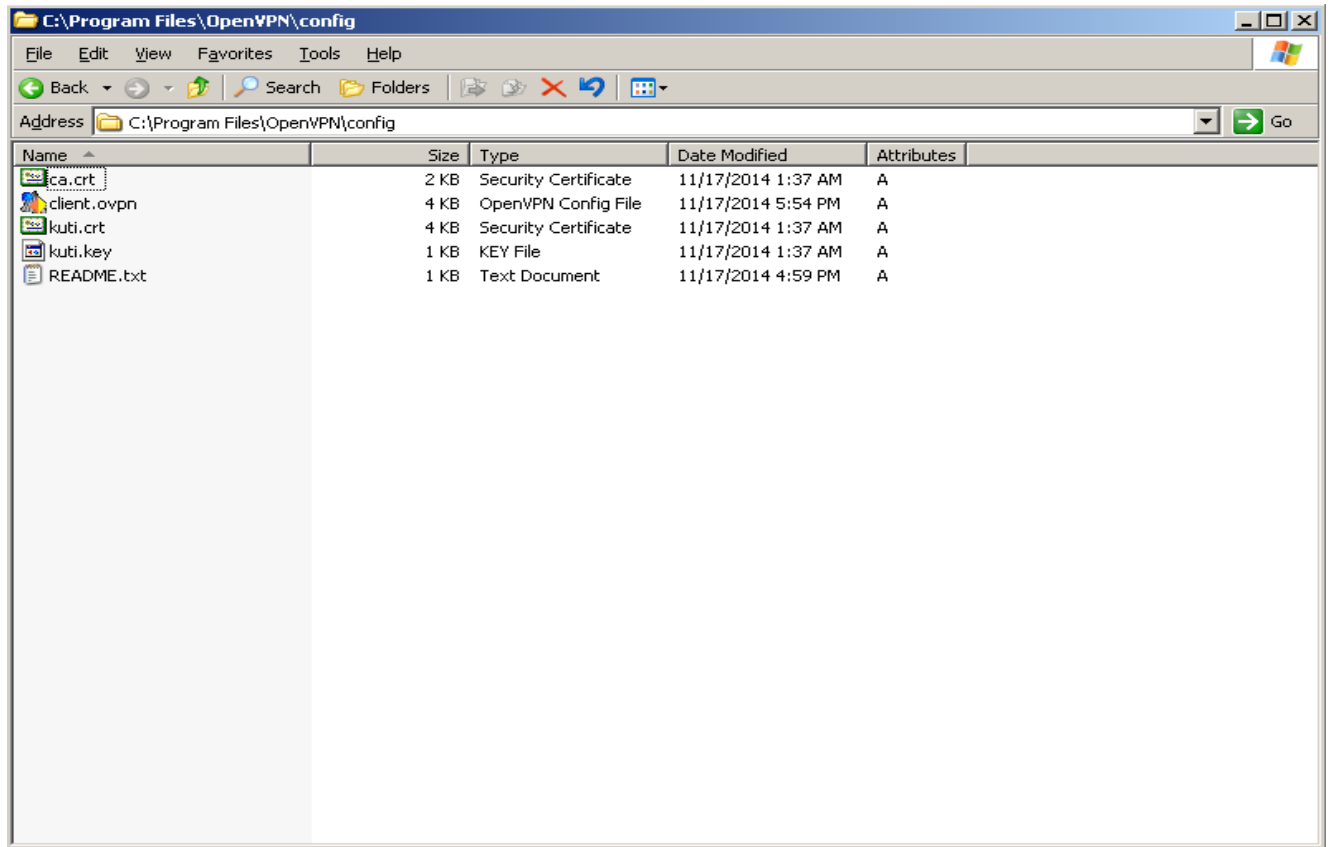 C:\Program Files\OpenVPN\config
File Edit View Favorites Tools Help
Back Search Folders
Address C:\Program Files\OpenVPN\config Go
Name Size Type Date Modified Attributes
ca.crt 2 KB Security Certificate 11/17/2014 1:37 AM A
client.ovpn 4 KB OpenVPN Config File 11/17/2014 5:54 PM A
kuti.crt 4 KB Security Certificate 11/17/2014 1:37 AM A
kuti.key 1 KB KEY File 11/17/2014 1:37 AM A
README.txt 1 KB Text Document 11/17/2014 4:59 PM A